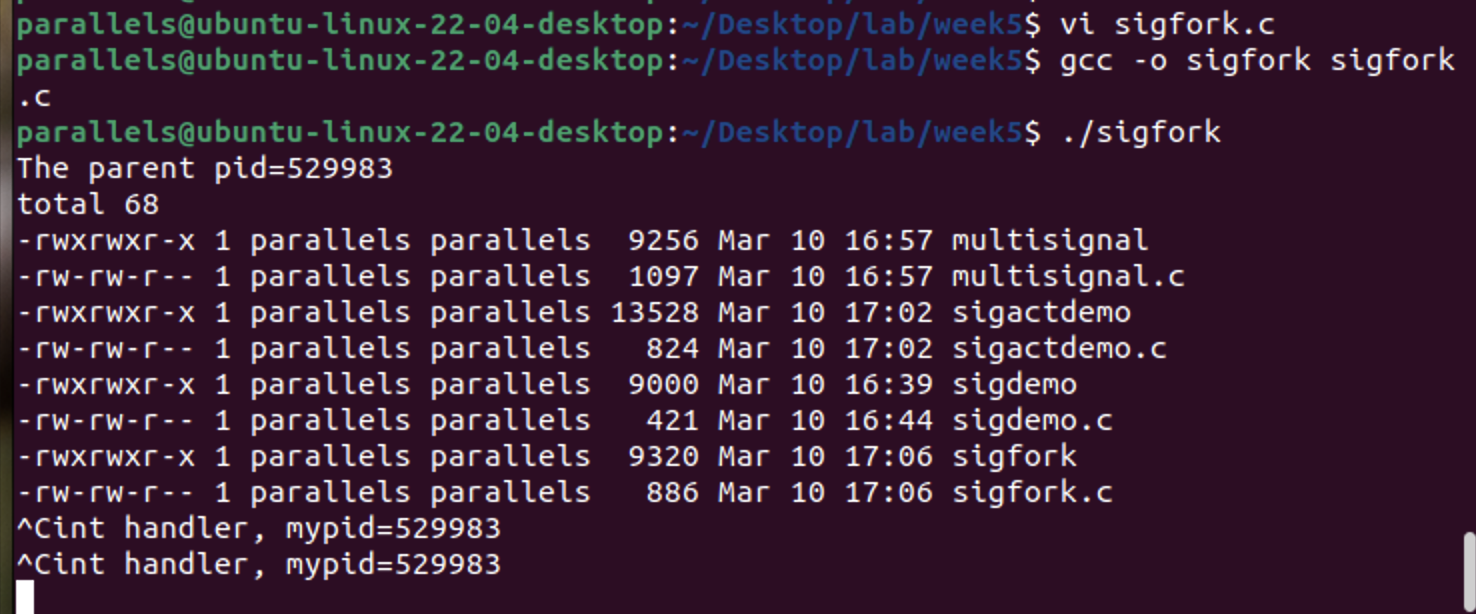 parallels@ubuntu-linux-22-04-desktop:~/Desktop/lab/week5$ vi sigfork.c
parallels@ubuntu-linux-22-04-desktop:~/Desktop/lab/week5$ gcc -o sigfork sigfork
.c
parallels@ubuntu-linux-22-04-desktop:~/Desktop/lab/week5$ ./sigfork
The parent pid=529983
total 68
-rwxrwxr-x 1 parallels parallels  9256 Mar 10 16:57 multisignal
-rw-rw-r-- 1 parallels parallels  1097 Mar 10 16:57 multisignal.c
-rwxrwxr-x 1 parallels parallels 13528 Mar 10 17:02 sigactdemo
-rw-rw-r-- 1 parallels parallels   824 Mar 10 17:02 sigactdemo.c
-rwxrwxr-x 1 parallels parallels  9000 Mar 10 16:39 sigdemo
-rw-rw-r-- 1 parallels parallels   421 Mar 10 16:44 sigdemo.c
-rwxrwxr-x 1 parallels parallels  9320 Mar 10 17:06 sigfork
-rw-rw-r-- 1 parallels parallels   886 Mar 10 17:06 sigfork.c
^Cint handler, mypid=529983
^Cint handler, mypid=529983